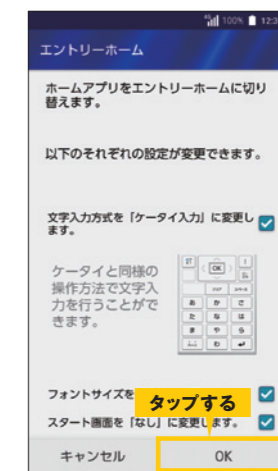 100% 12:3
エントリーホーム
ホームアプリをエントリーホームに切り
替えます。
以下のそれぞれの設定が変更できます。
文字入力方式を「ケータイ入力」に変更し
ます。
ケータイと同様の
操作方法で文字入
力を行うことがで
きます。
OK
あ か さ
た な は
ま や ら
わ
フォントサイズを
タップする
スタート画面を「なし」に変更します。
キャンセル OK